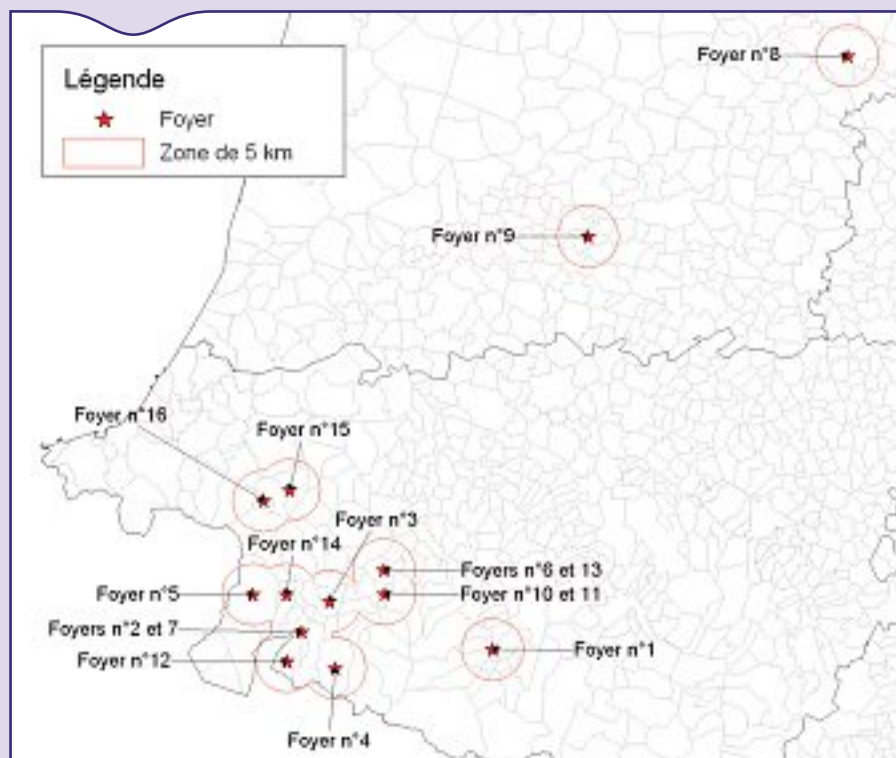 Légende
Foyer
Zone de 5 km
Foyer n°8
Foyer n°9
Foyer n°16
Foyer n°15
Foyer n°3
Foyer n°14
Foyers n°6 et 13
Foyer n°5
Foyer n°10 et 11
Foyers n°2 et 7
Foyer n°1
Foyer n°12
Foyer n°4